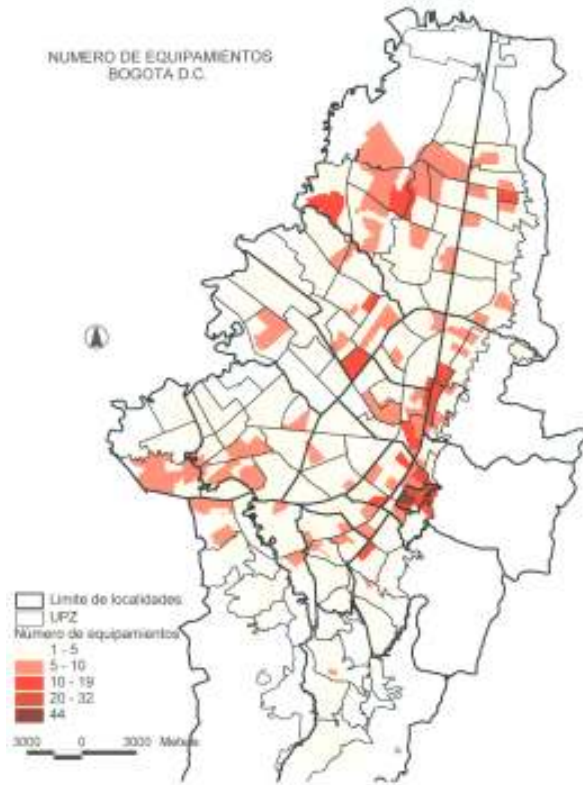 NUMERO DE EQUIPAMIENTOS
BOGOTA D.C.
Limite de localidades
UPZ
Número de equipamientos
1 - 5
5 - 10
10 - 19
20 - 32
44
3000 0 3000 Metros